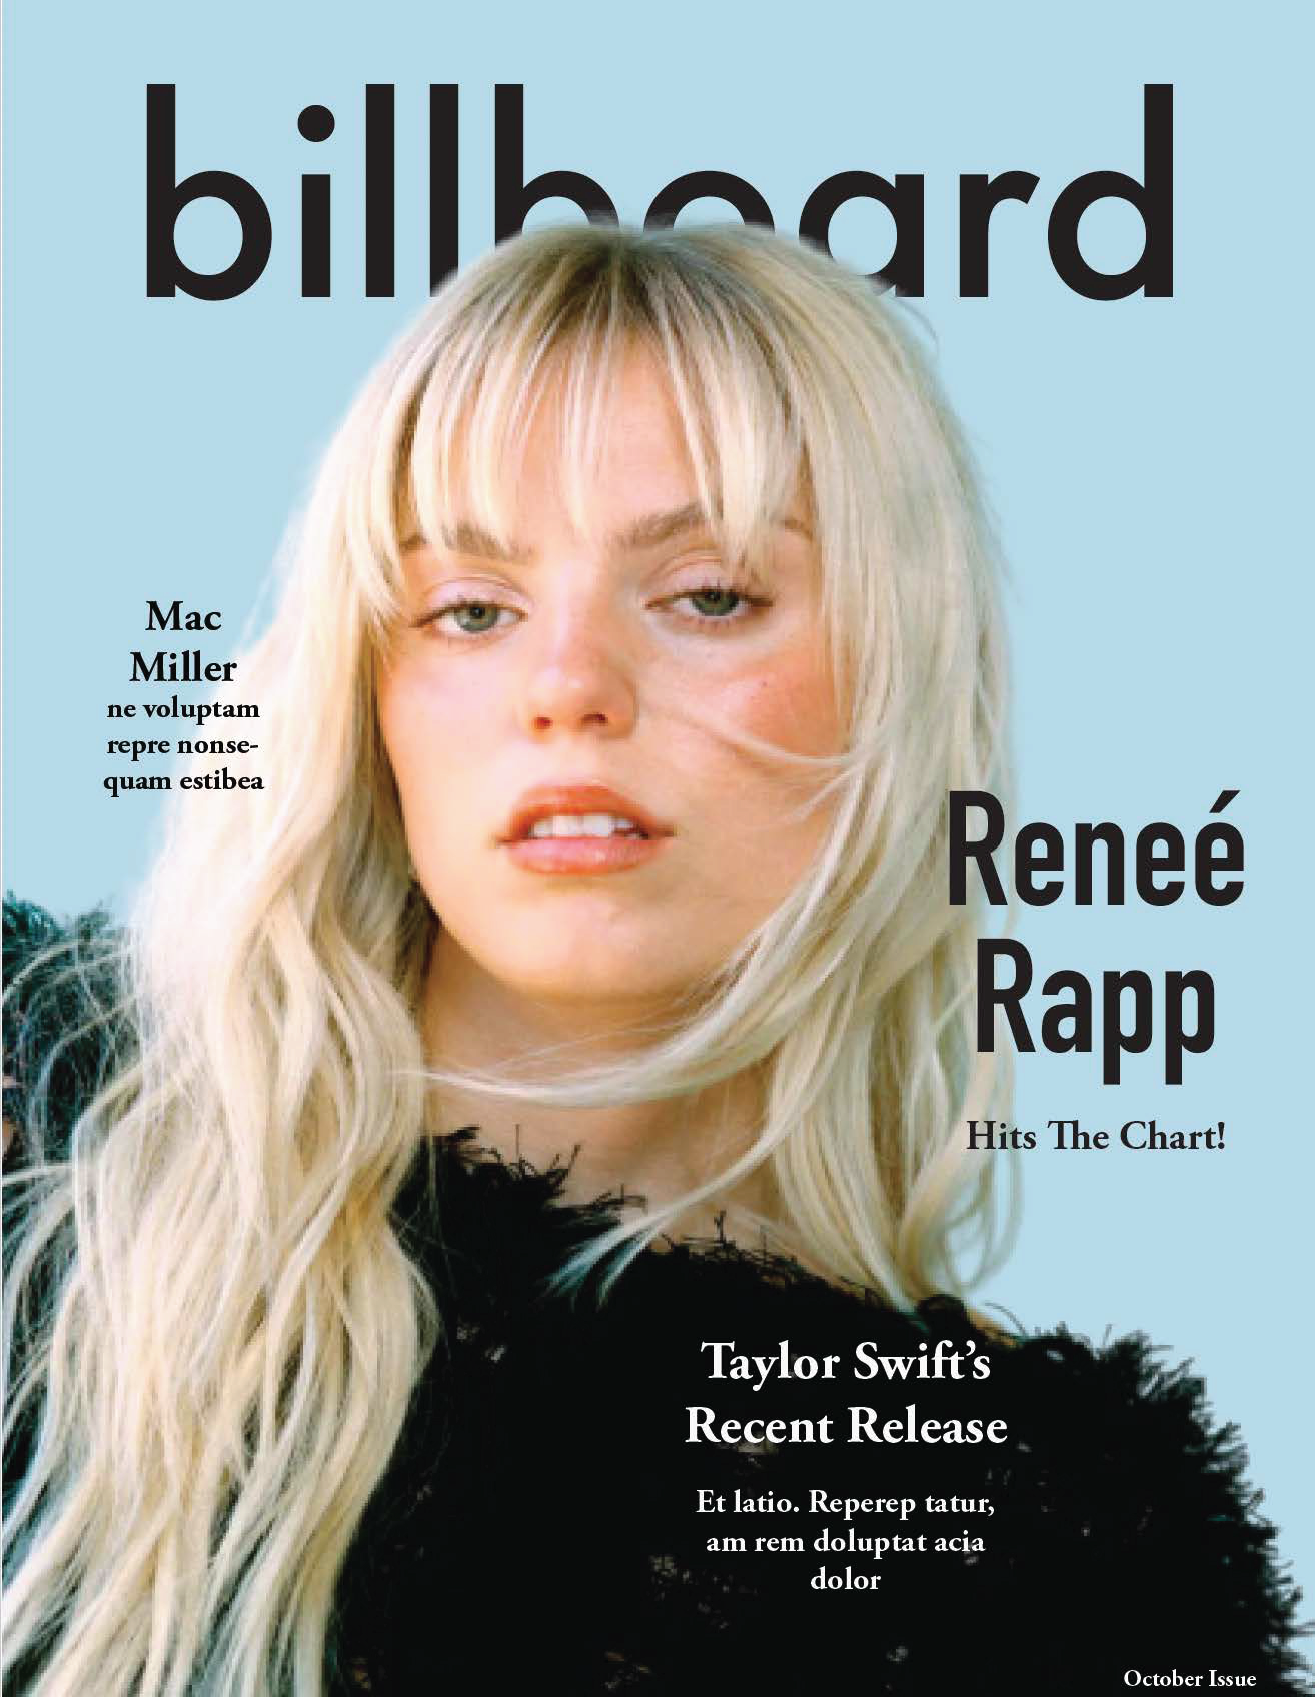 billboard
Mac
Miller
ne voluptam
repre nonse-
quam estibea
Reneé
Rapp
Hits The Chart!
Taylor Swift’s
Recent Release
Et latio. Reperep tatur,
am rem doluptat acia
dolor
October Issue